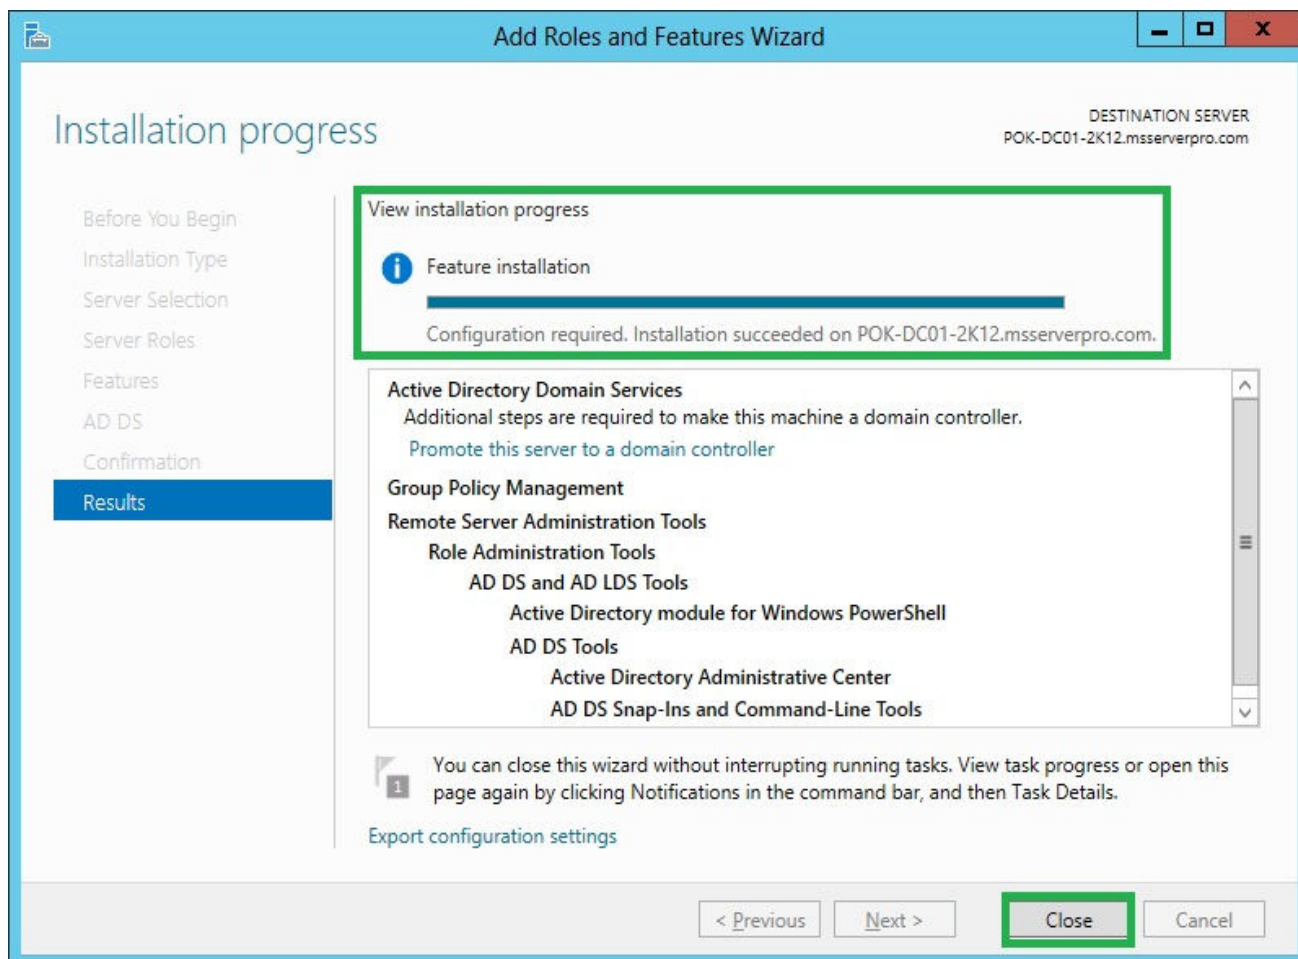 Add Roles and Features Wizard
Installation progress
DESTINATION SERVER
POK-DC01-2K12.msserverpro.com
Before You Begin
Installation Type
Server Selection
Server Roles
Features
AD DS
Confirmation
Results
View installation progress
Feature installation
Configuration required. Installation succeeded on POK-DC01-2K12.msserverpro.com.
Active Directory Domain Services
Additional steps are required to make this machine a domain controller.
Promote this server to a domain controller
Group Policy Management
Remote Server Administration Tools
Role Administration Tools
AD DS and AD LDS Tools
Active Directory module for Windows PowerShell
AD DS Tools
Active Directory Administrative Center
AD DS Snap-Ins and Command-Line Tools
1
You can close this wizard without interrupting running tasks. View task progress or open this
page again by clicking Notifications in the command bar, and then Task Details.
Export configuration settings
< Previous
Next >
Close
Cancel